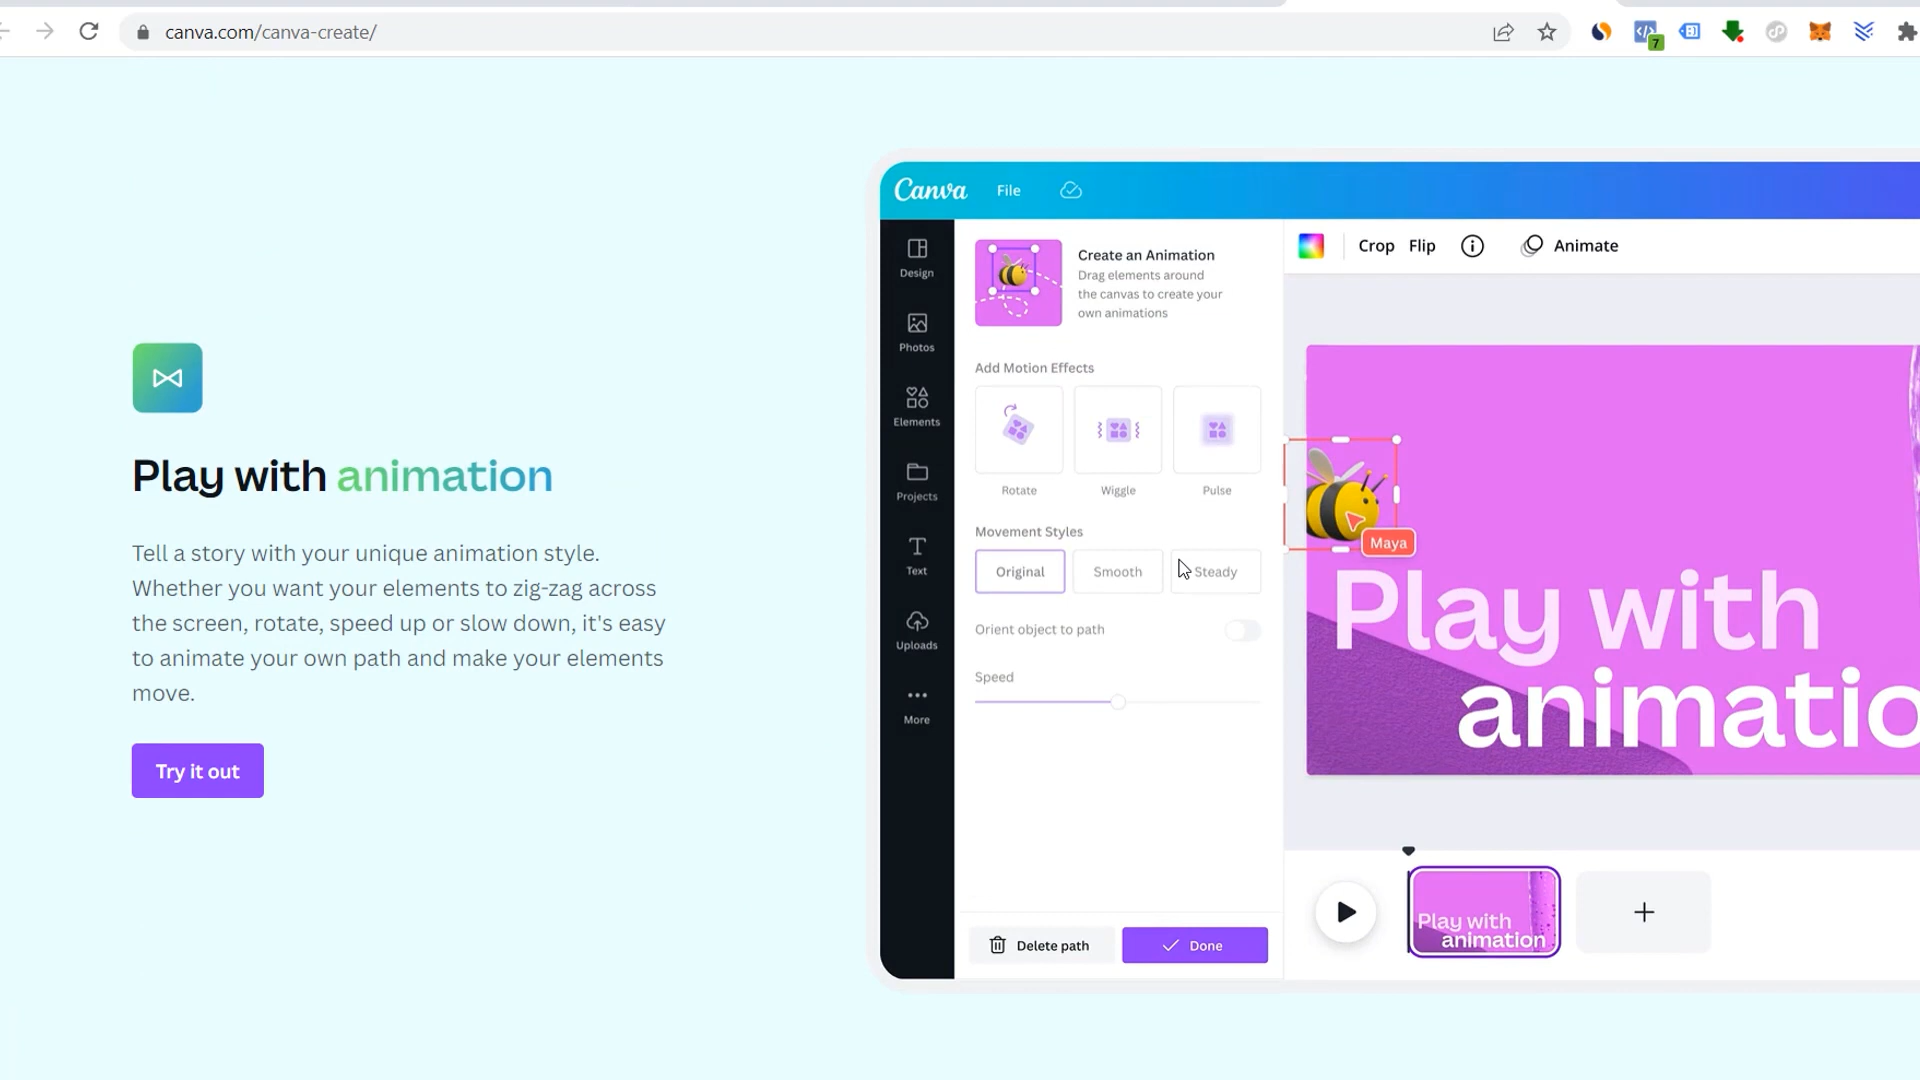 canva.com/canva-create/
7
Play with animation
Tell a story with your unique animation style.
Whether you want your elements to zig-zag across
the screen, rotate, speed up or slow down, it's easy
to animate your own path and make your elements
move.
Try it out
Canva
File
Design
Photos
Elements
Projects
Text
Uploads
More
Create an Animation
Drag elements around
the canvas to create your
own animations
Add Motion Effects
Rotate
Wiggle
Pulse
Movement Styles
Original
Smooth
Steady
Orient object to path
Speed
Delete path
Done
Crop
Flip
Animate
Maya
Play with
animatio
Play with
animation